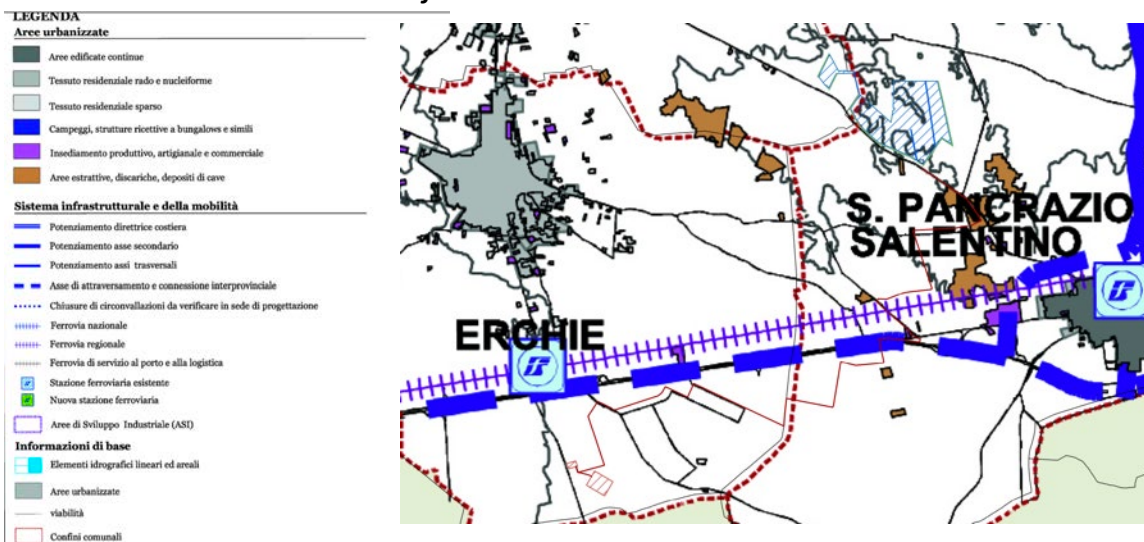 LEGENDA
Aree urbanizzate
Aree edificate continue
Tessuto residenziale rado e nucleiforme
Tessuto residenziale sparso
Campeggi, strutture ricettive a bungalows e simili
Insediamento produttivo, artigianale e commerciale
Aree estrattive, discariche, depositi di cave
Sistema infrastrutturale e della mobilità
Potenziamento direttrice costiera
Potenziamento asse secondario
Potenziamento assi trasversali
Asse di attraversamento e connessione interprovinciale
Chiusure di circonvallazioni da verificare in sede di progettazione
Ferrovia nazionale
Ferrovia regionale
Ferrovia di servizio al porto e alla logistica
Stazione ferroviaria esistente
Nuova stazione ferroviaria
Aree di Sviluppo Industriale (ASI)
Informazioni di base
Elementi idrografici lineari ed areali
Aree urbanizzate
viabilità
Confini comunali
S. PANCRAZIO
SALENTINO
ERCHIE